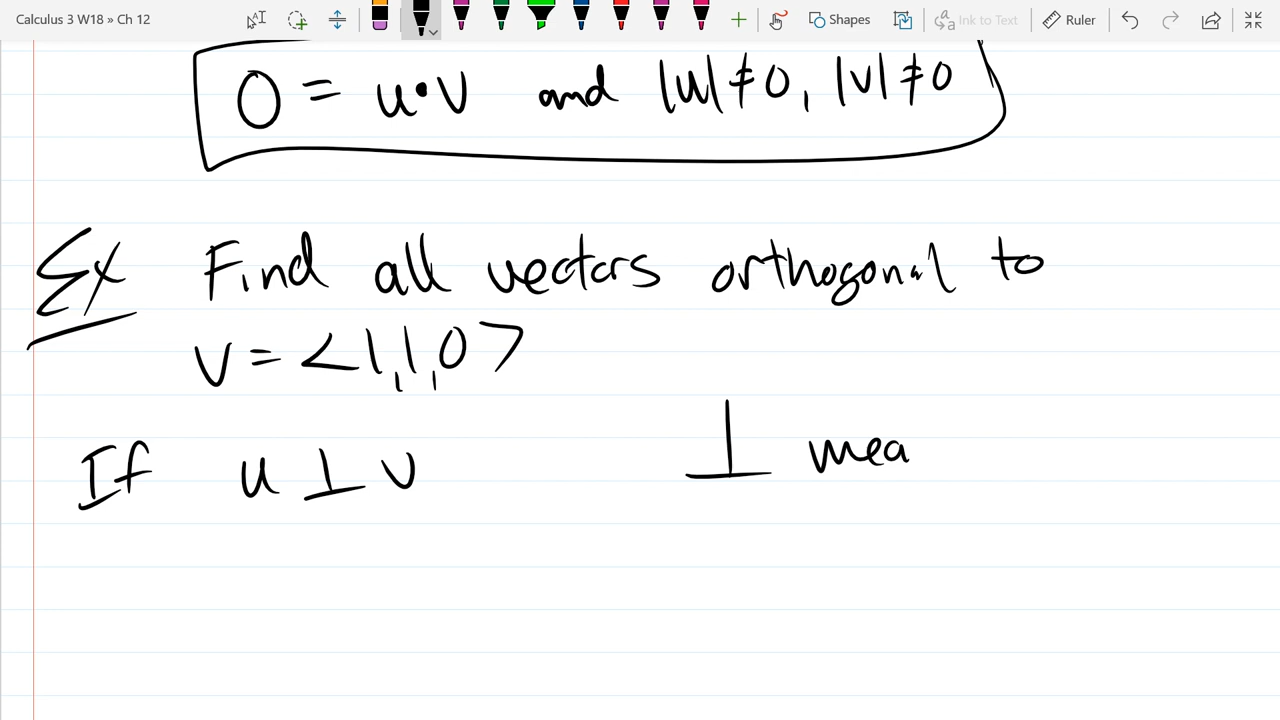 Calculus 3 W18 » Ch 12
Shapes
Ink to Text
Ruler
0 = u•v and |u| ≠ 0, |v| ≠ 0
Ex Find all vectors orthogonal to
v = <1,1,0>
If u ⊥ v ⊥ mea